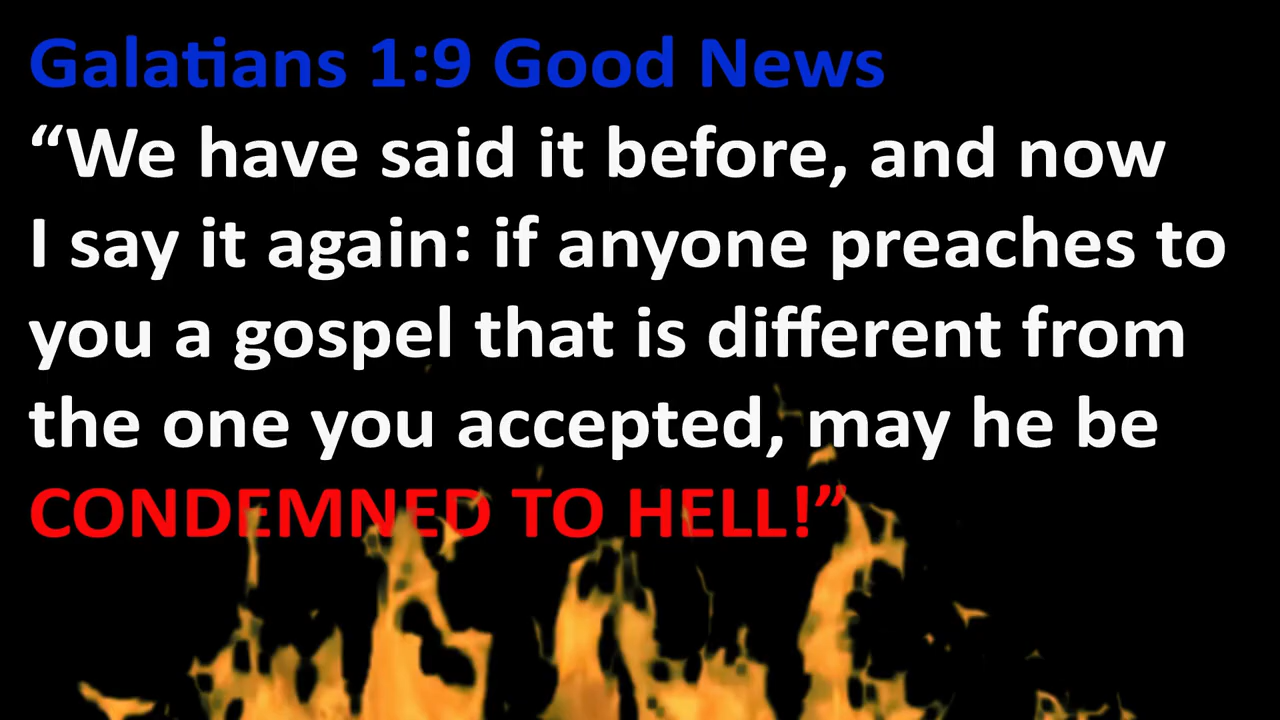 Galatians 1:9 Good News
“We have said it before, and now
I say it again: if anyone preaches to
you a gospel that is different from
the one you accepted, may he be
CONDEMNED TO HELL!”